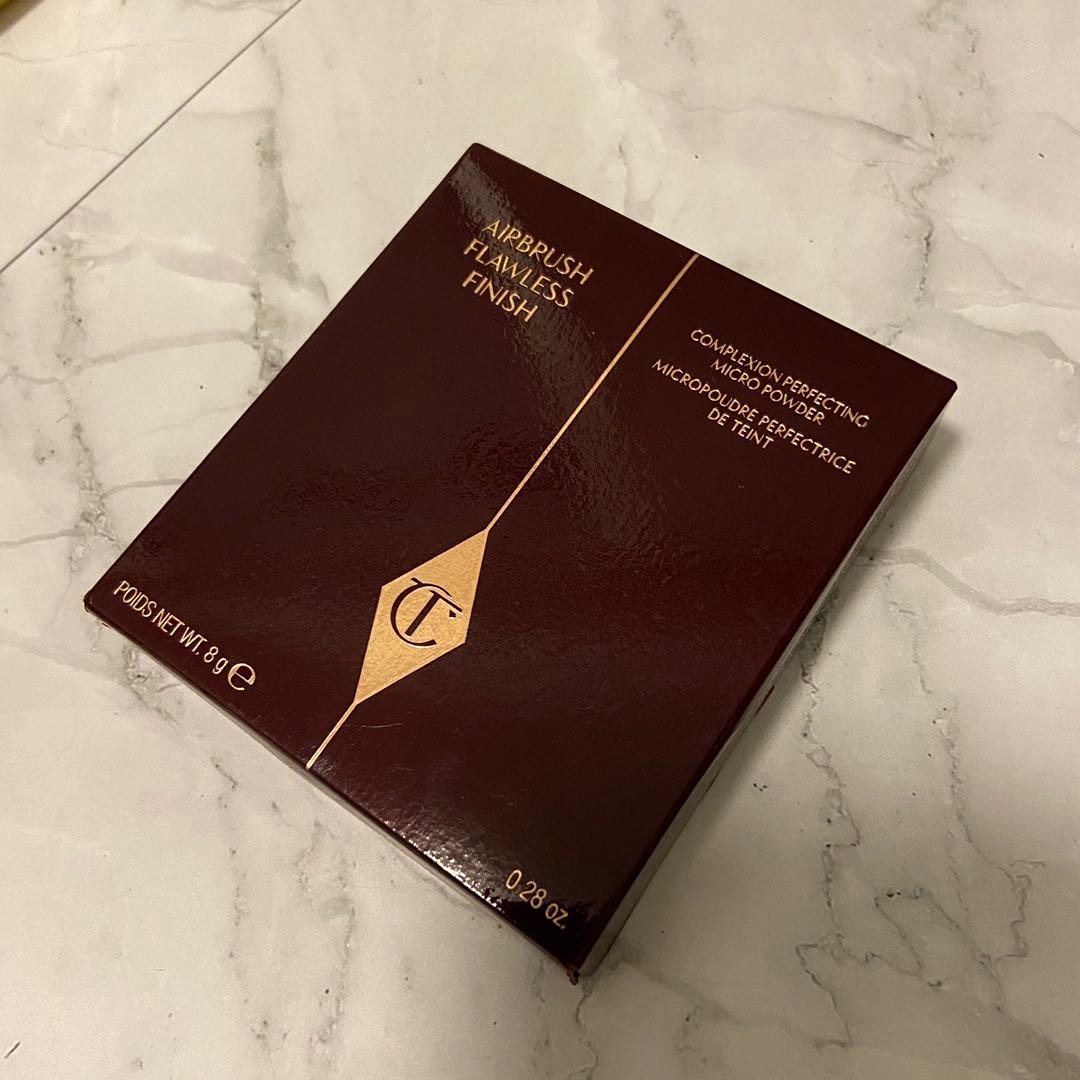 AIRBRUSH
FLAWLESS
FINISH
COMPLEXION PERFECTING
MICRO POWDER
MICROPOUDRE PERFECTRICE
DE TEINT
CT
POIDS NET WT. 8 g ℮
0.28 oz.